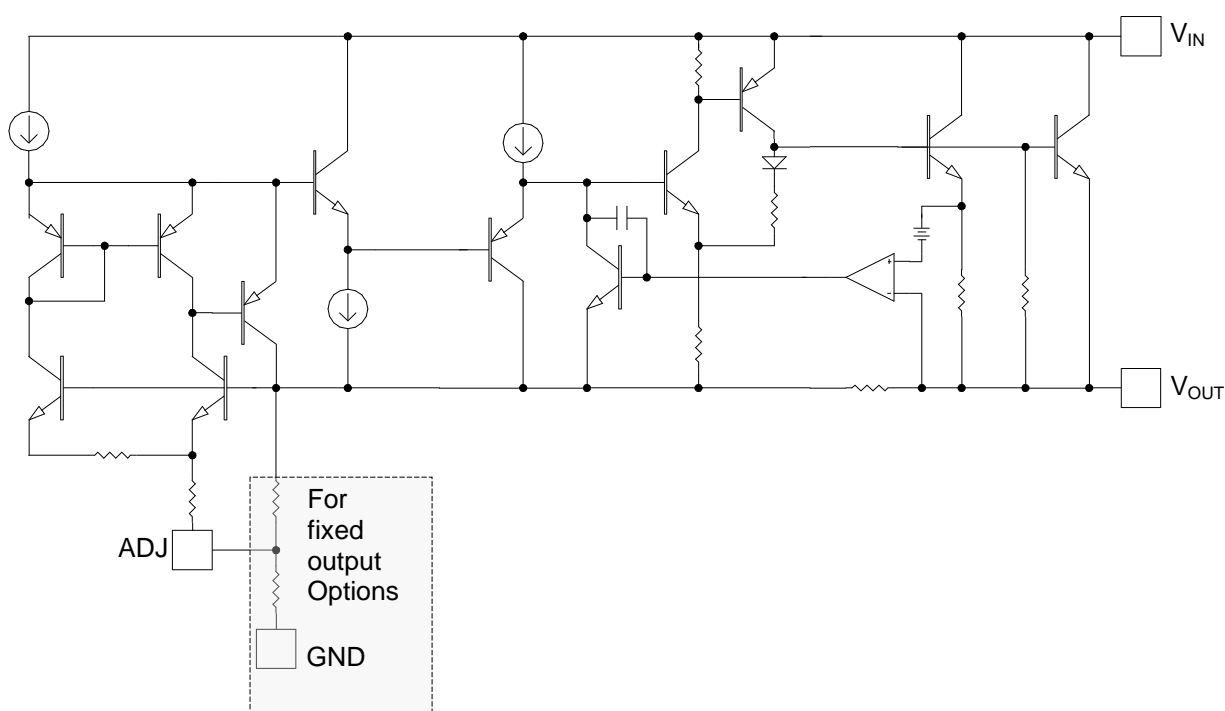 V_IN
V_OUT
For
fixed
output
Options
ADJ
GND
+
-